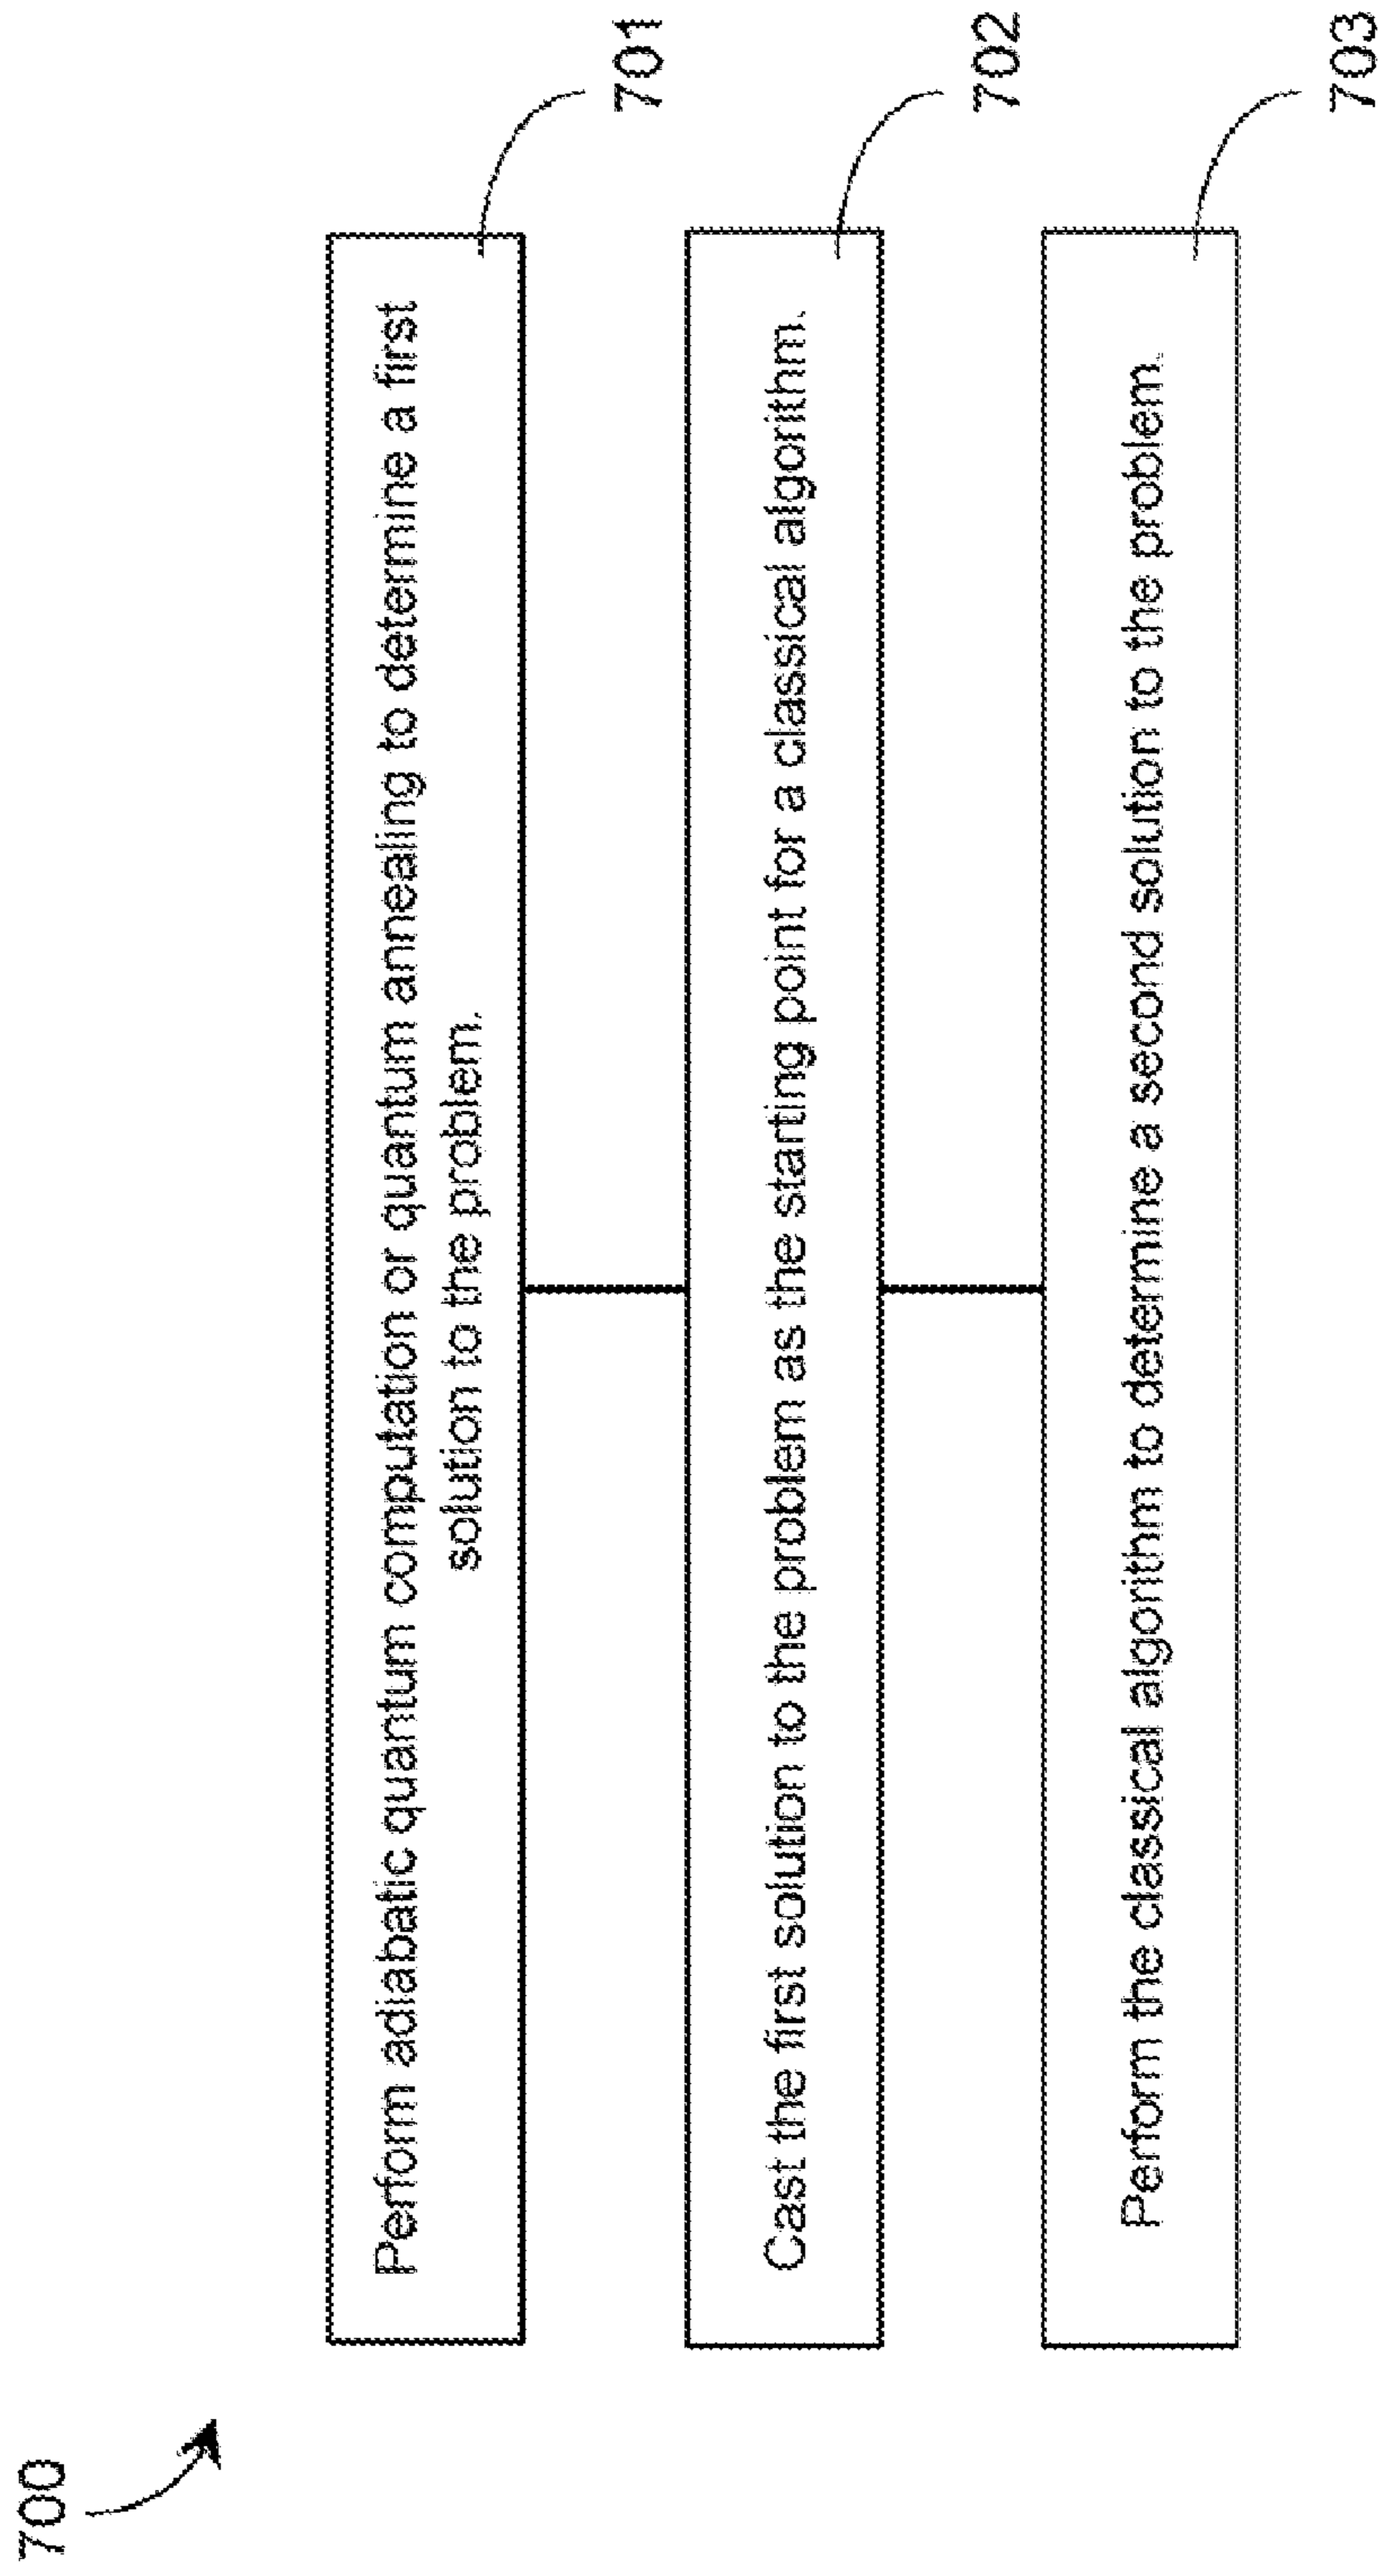 700
Perform adiabatic quantum computation or quantum annealing to determine a first
solution to the problem.
701
Cast the first solution to the problem as the starting point for a classical algorithm.
702
Perform the classical algorithm to determine a second solution to the problem.
703